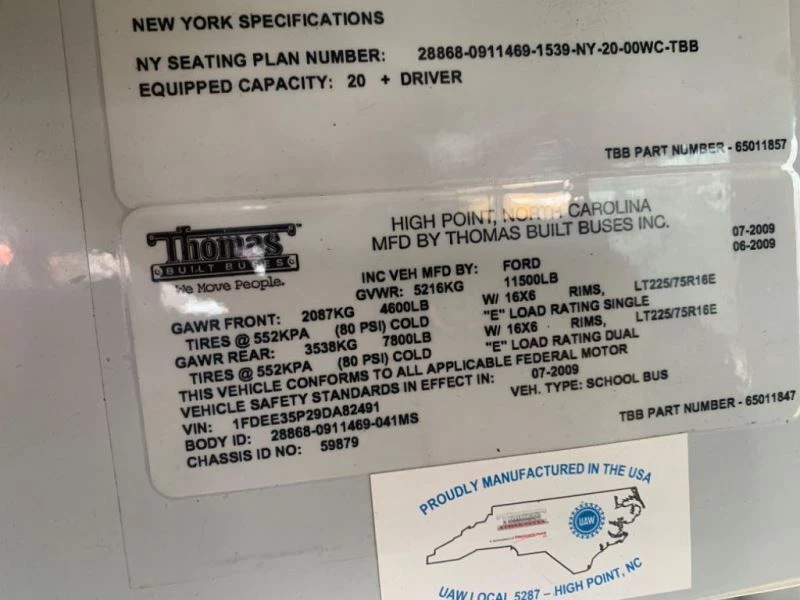 NEW YORK SPECIFICATIONS
NY SEATING PLAN NUMBER: 28868-0911469-1539-NY-20-00WC-TBB
EQUIPPED CAPACITY: 20 + DRIVER
TBB PART NUMBER - 65011857
Thomas™
BUILT BUSES
We Move People.
HIGH POINT, NORTH CAROLINA
MFD BY THOMAS BUILT BUSES INC.
07-2009
06-2009
INC VEH MFD BY: FORD
GVWR: 5216KG 11500LB
GAWR FRONT: 2087KG 4600LB W/ 16X6 RIMS, LT225/75R16E
TIRES @ 552KPA (80 PSI) COLD "E" LOAD RATING SINGLE
GAWR REAR: 3538KG 7800LB W/ 16X6 RIMS, LT225/75R16E
TIRES @ 552KPA (80 PSI) COLD "E" LOAD RATING DUAL
THIS VEHICLE CONFORMS TO ALL APPLICABLE FEDERAL MOTOR
VEHICLE SAFETY STANDARDS IN EFFECT IN: 07-2009
VIN: 1FDEE35P29DA82491 VEH. TYPE: SCHOOL BUS
BODY ID: 28868-0911469-041MS
CHASSIS ID NO: 59879
TBB PART NUMBER - 65011847
PROUDLY MANUFACTURED IN THE USA
UAW
UAW LOCAL 5287 – HIGH POINT, NC